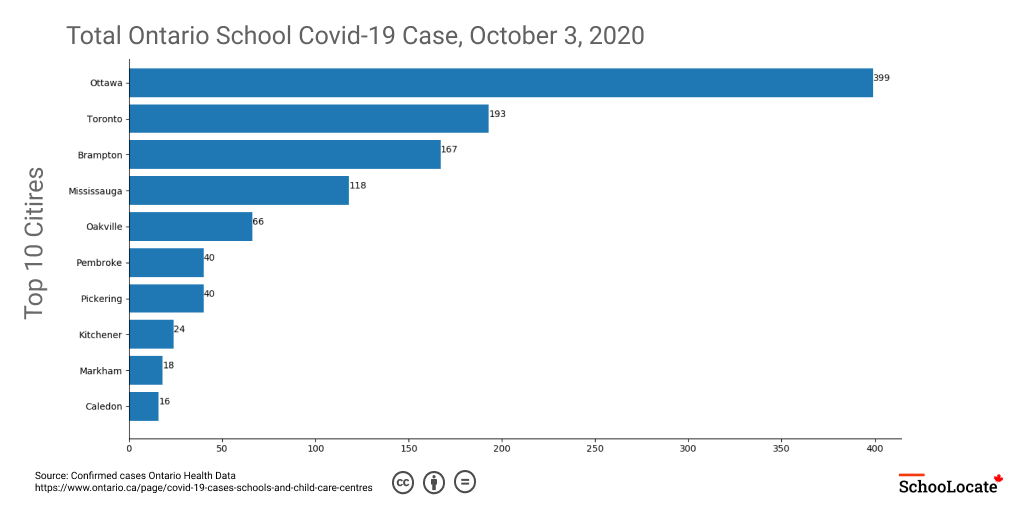 Total Ontario School Covid-19 Case, October 3, 2020
Top 10 Citires
Ottawa 399
Toronto 193
Brampton 167
Mississauga 118
Oakville 66
Pembroke 40
Pickering 40
Kitchener 24
Markham 18
Caledon 16
0 50 100 150 200 250 300 350 400
Source: Confirmed cases Ontario Health Data
https://www.ontario.ca/page/covid-19-cases-schools-and-child-care-centres
cc =
SchooLocate